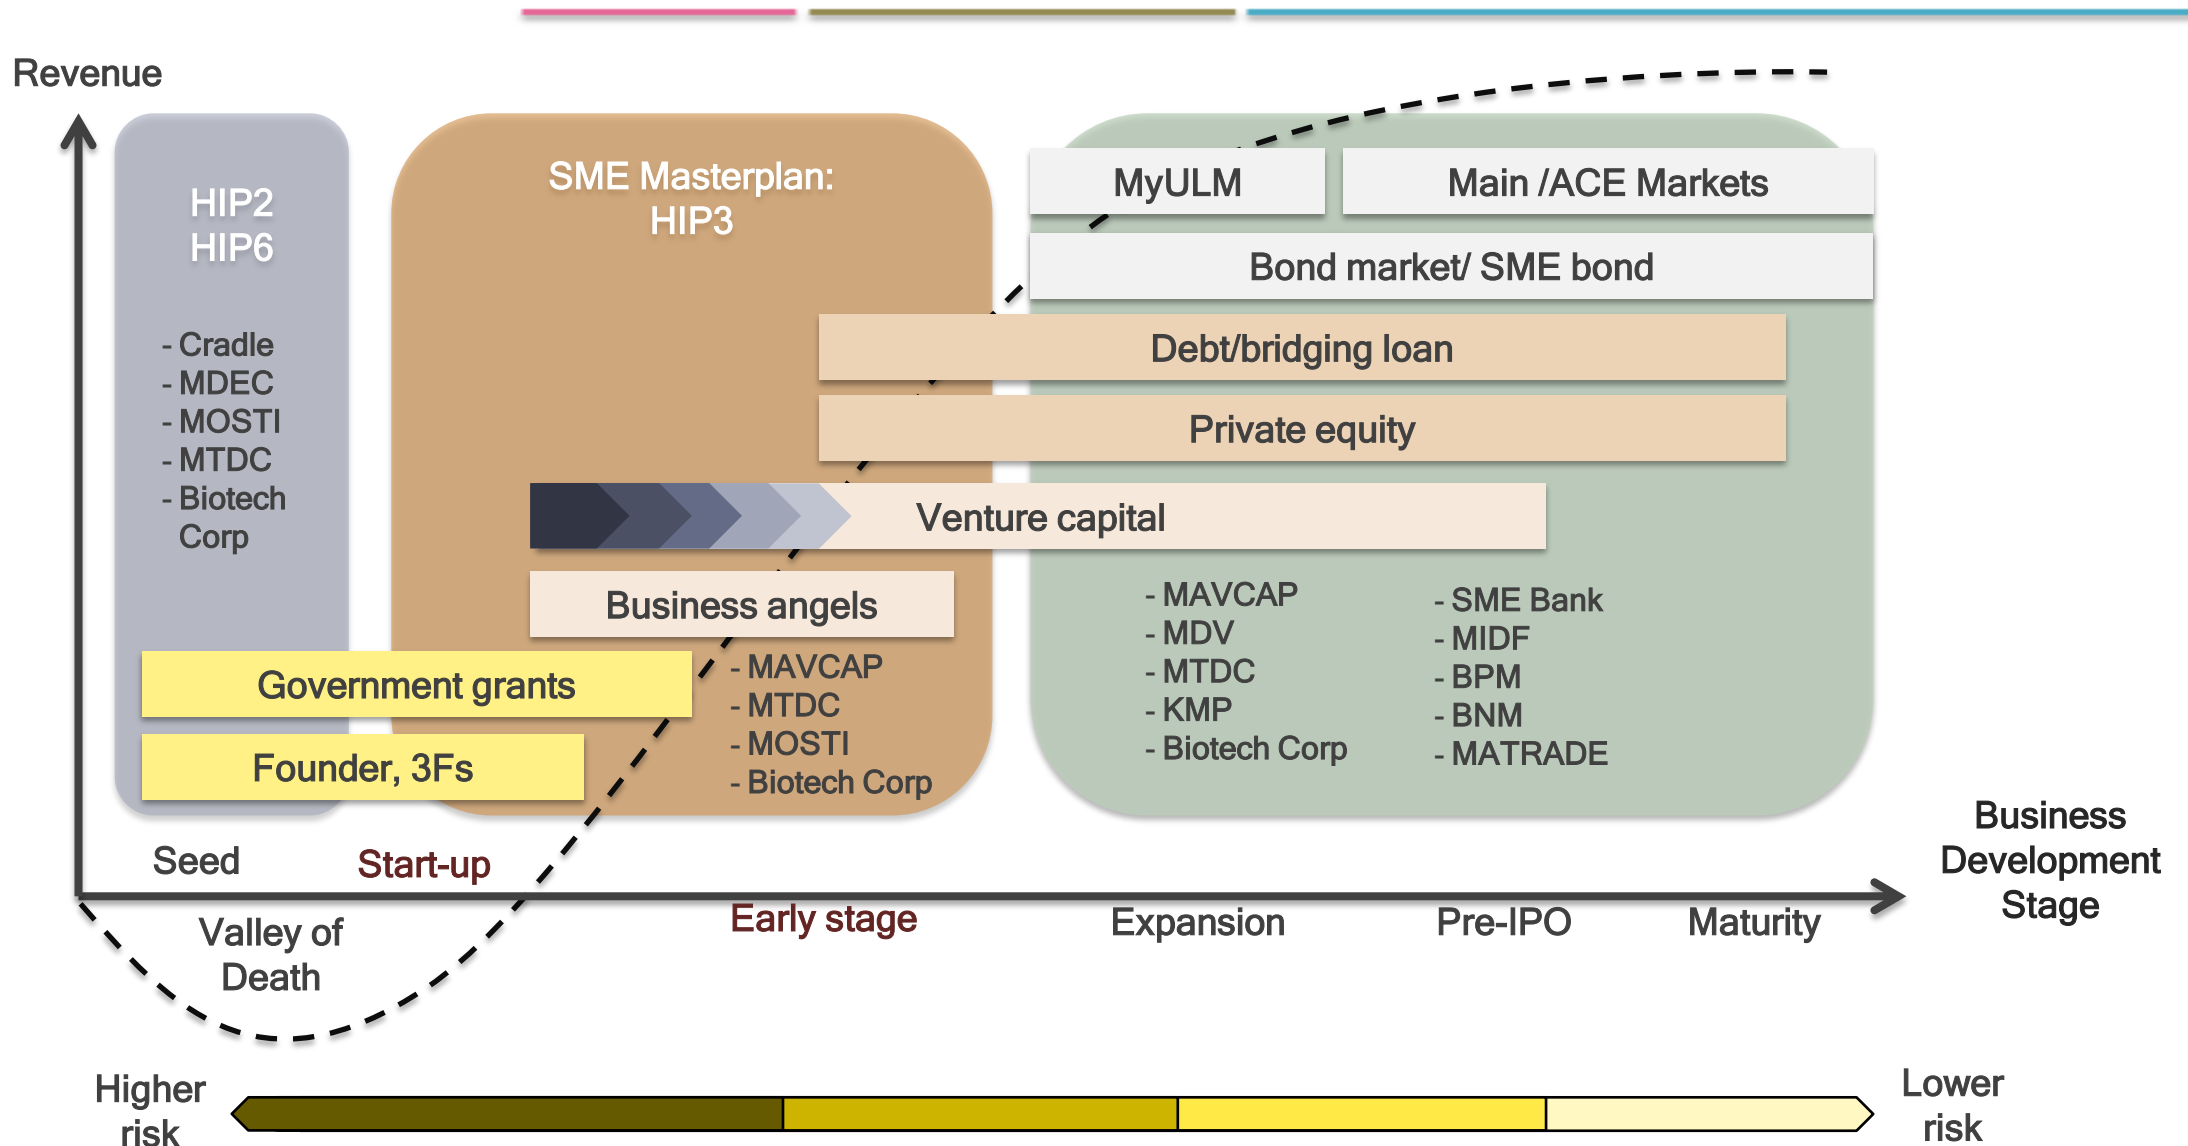 Revenue
HIP2
HIP6
- Cradle
- MDEC
- MOSTI
- MTDC
- Biotech
Corp
SME Masterplan:
HIP3
MyULM
Main /ACE Markets
Bond market/ SME bond
Debt/bridging loan
Private equity
Venture capital
Business angels
Government grants
Founder, 3Fs
- MAVCAP
- MTDC
- MOSTI
- Biotech Corp
- MAVCAP
- MDV
- MTDC
- KMP
- Biotech Corp
- SME Bank
- MIDF
- BPM
- BNM
- MATRADE
Seed
Start-up
Early stage
Expansion
Pre-IPO
Maturity
Business
Development
Stage
Valley of
Death
Higher
risk
Lower
risk